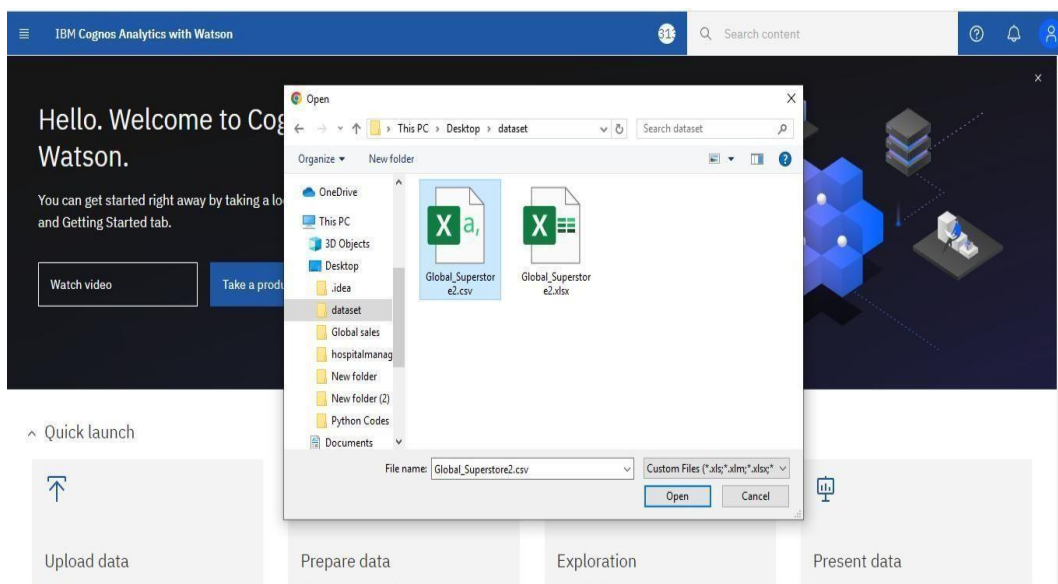 IBM Cognos Analytics with Watson
Search content
Hello. Welcome to Cog
Watson.
You can get started right away by taking a lo
and Getting Started tab.
Watch video
Take a produ
Open
This PC > Desktop > dataset
Search dataset
Organize
New folder
OneDrive
This PC
3D Objects
Desktop
.idea
dataset
Global sales
hospitalmanag
New folder
New folder (2)
Python Codes
Documents
Global_Superstor
e2.csv
Global_Superstor
e2.xlsx
File name:
Global_Superstore2.csv
Custom Files (*.xls;*.xlm;*.xlsx;*
Open
Cancel
Quick launch
Upload data
Prepare data
Exploration
Present data